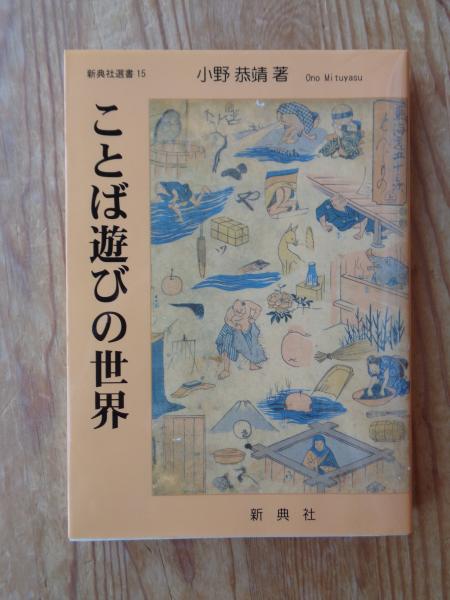 新典社選書 15
小野 恭靖 著 Ono Mituyasu
ことば遊びの世界
や
新 典 社